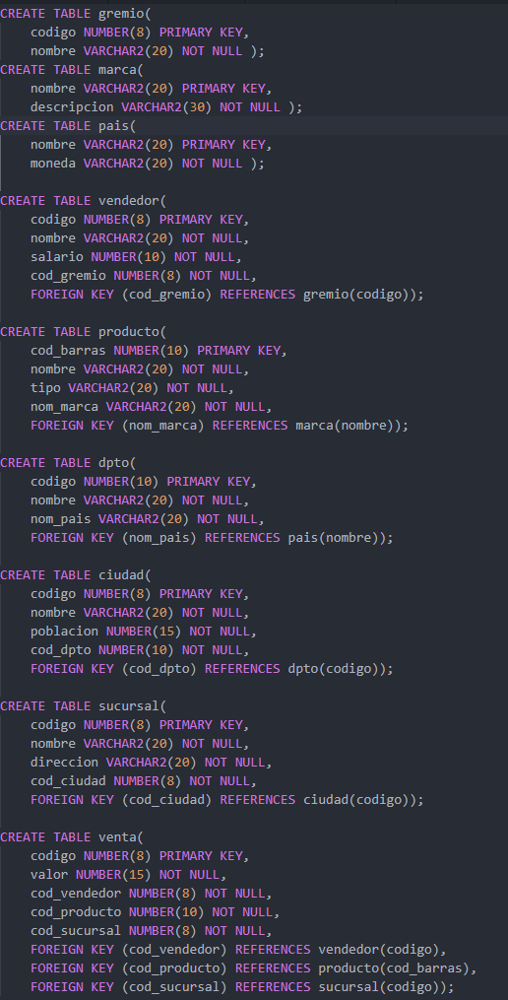 CREATE TABLE gremio(
    codigo NUMBER(8) PRIMARY KEY,
    nombre VARCHAR2(20) NOT NULL );
CREATE TABLE marca(
    nombre VARCHAR2(20) PRIMARY KEY,
    descripcion VARCHAR2(30) NOT NULL );
CREATE TABLE pais(
    nombre VARCHAR2(20) PRIMARY KEY,
    moneda VARCHAR2(20) NOT NULL );

CREATE TABLE vendedor(
    codigo NUMBER(8) PRIMARY KEY,
    nombre VARCHAR2(20) NOT NULL,
    salario NUMBER(10) NOT NULL,
    cod_gremio NUMBER(8) NOT NULL,
    FOREIGN KEY (cod_gremio) REFERENCES gremio(codigo));

CREATE TABLE producto(
    cod_barras NUMBER(10) PRIMARY KEY,
    nombre VARCHAR2(20) NOT NULL,
    tipo VARCHAR2(20) NOT NULL,
    nom_marca VARCHAR2(20) NOT NULL,
    FOREIGN KEY (nom_marca) REFERENCES marca(nombre));

CREATE TABLE dpto(
    codigo NUMBER(10) PRIMARY KEY,
    nombre VARCHAR2(20) NOT NULL,
    nom_pais VARCHAR2(20) NOT NULL,
    FOREIGN KEY (nom_pais) REFERENCES pais(nombre));

CREATE TABLE ciudad(
    codigo NUMBER(8) PRIMARY KEY,
    nombre VARCHAR2(20) NOT NULL,
    poblacion NUMBER(15) NOT NULL,
    cod_dpto NUMBER(10) NOT NULL,
    FOREIGN KEY (cod_dpto) REFERENCES dpto(codigo));

CREATE TABLE sucursal(
    codigo NUMBER(8) PRIMARY KEY,
    nombre VARCHAR2(20) NOT NULL,
    direccion VARCHAR2(20) NOT NULL,
    cod_ciudad NUMBER(8) NOT NULL,
    FOREIGN KEY (cod_ciudad) REFERENCES ciudad(codigo));

CREATE TABLE venta(
    codigo NUMBER(8) PRIMARY KEY,
    valor NUMBER(15) NOT NULL,
    cod_vendedor NUMBER(8) NOT NULL,
    cod_producto NUMBER(10) NOT NULL,
    cod_sucursal NUMBER(8) NOT NULL,
    FOREIGN KEY (cod_vendedor) REFERENCES vendedor(codigo),
    FOREIGN KEY (cod_producto) REFERENCES producto(cod_barras),
    FOREIGN KEY (cod_sucursal) REFERENCES sucursal(codigo));